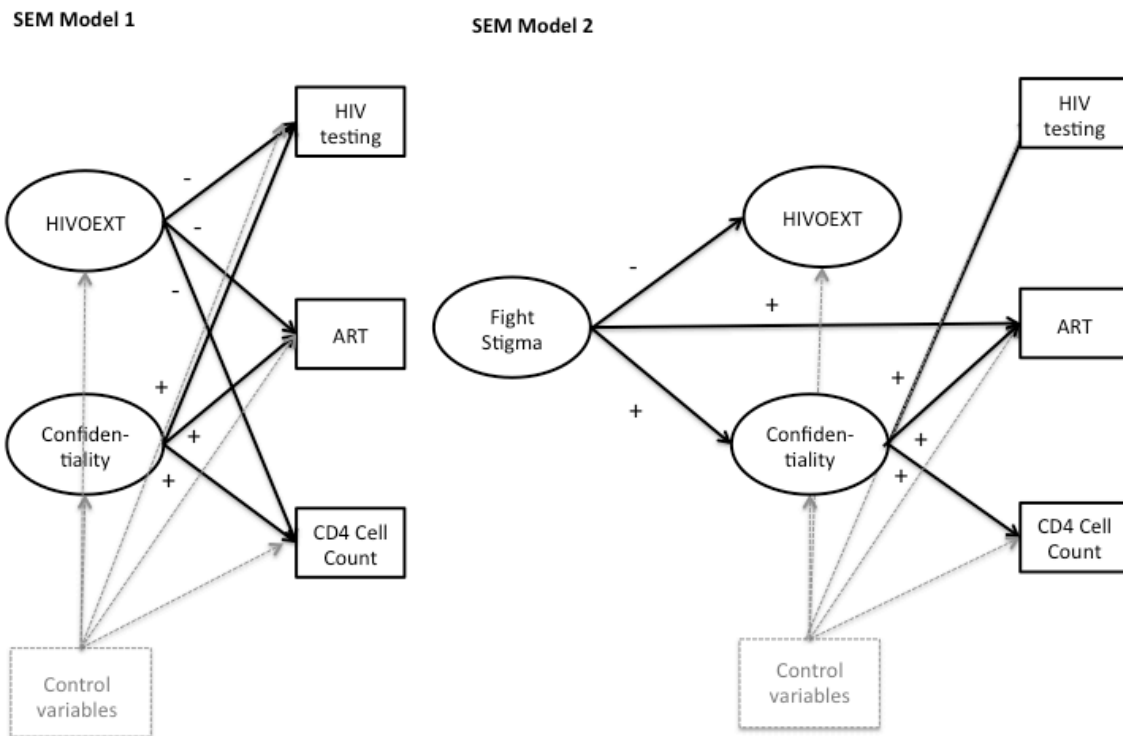 SEM Model 1
HIV
testing
-
HIVOEXT
-
-
ART
+
Confiden-
tiality
+
+
CD4 Cell
Count
Control
variables
SEM Model 2
HIV
testing
HIVOEXT
-
+
Fight
Stigma
ART
+
+
Confiden-
tiality
+
+
CD4 Cell
Count
Control
variables